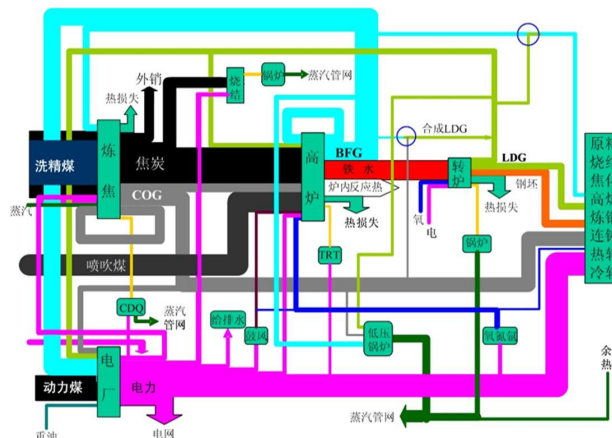 外销
热损失
烧结
锅炉
蒸汽管网
合成LDG
洗精煤
炼焦
焦炭
高炉
BFG
铁水
炉内反应热
转炉
LDG
钢坯
COG
蒸汽
热损失
氧
电
热损失
锅炉
喷吹煤
TRT
CDQ
蒸汽
管网
给排水
鼓风
低压
锅炉
氧氮氩
电厂
动力煤
电力
重油
电网
蒸汽管网
余
热
原料
烧结
焦化
高炉
炼钢
连铸
热轧
冷轧